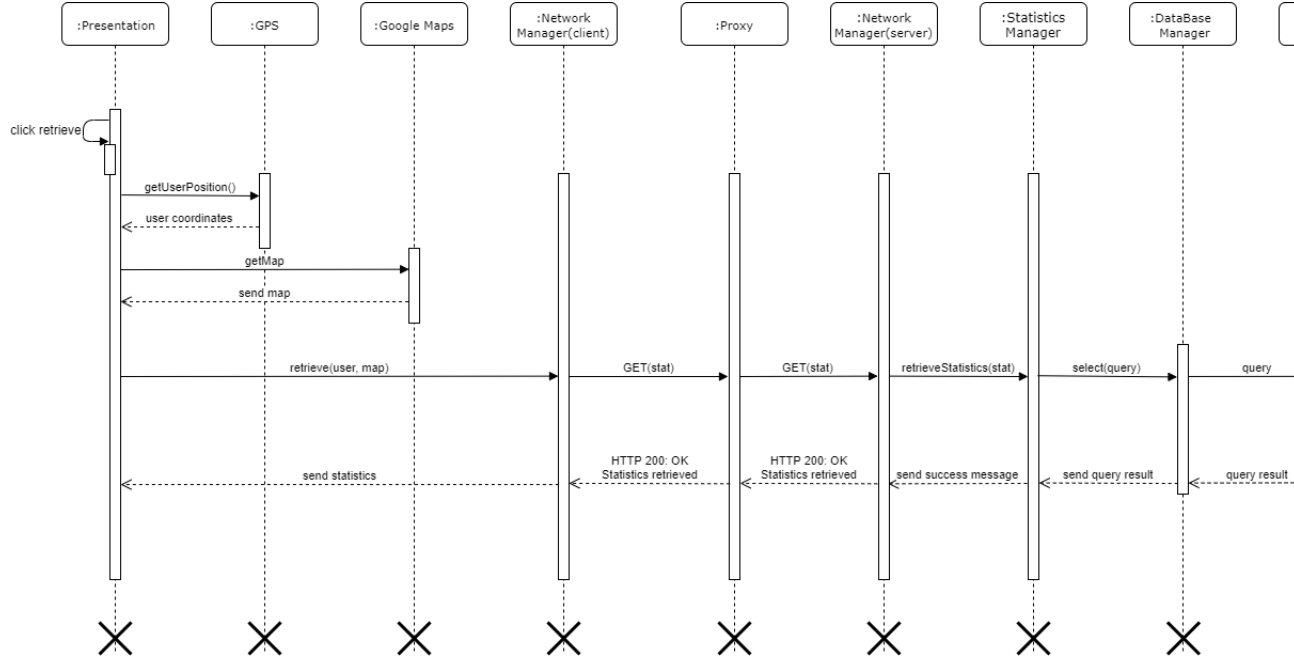 :Presentation
:GPS
:Google Maps
:Network
Manager(client)
:Proxy
:Network
Manager(server)
:Statistics
Manager
:DataBase
Manager
click retrieve
getUserPosition()
user coordinates
getMap
send map
retrieve(user, map)
GET(stat)
GET(stat)
retrieveStatistics(stat)
select(query)
query
send statistics
HTTP 200: OK
Statistics retrieved
HTTP 200: OK
Statistics retrieved
send success message
send query result
query result